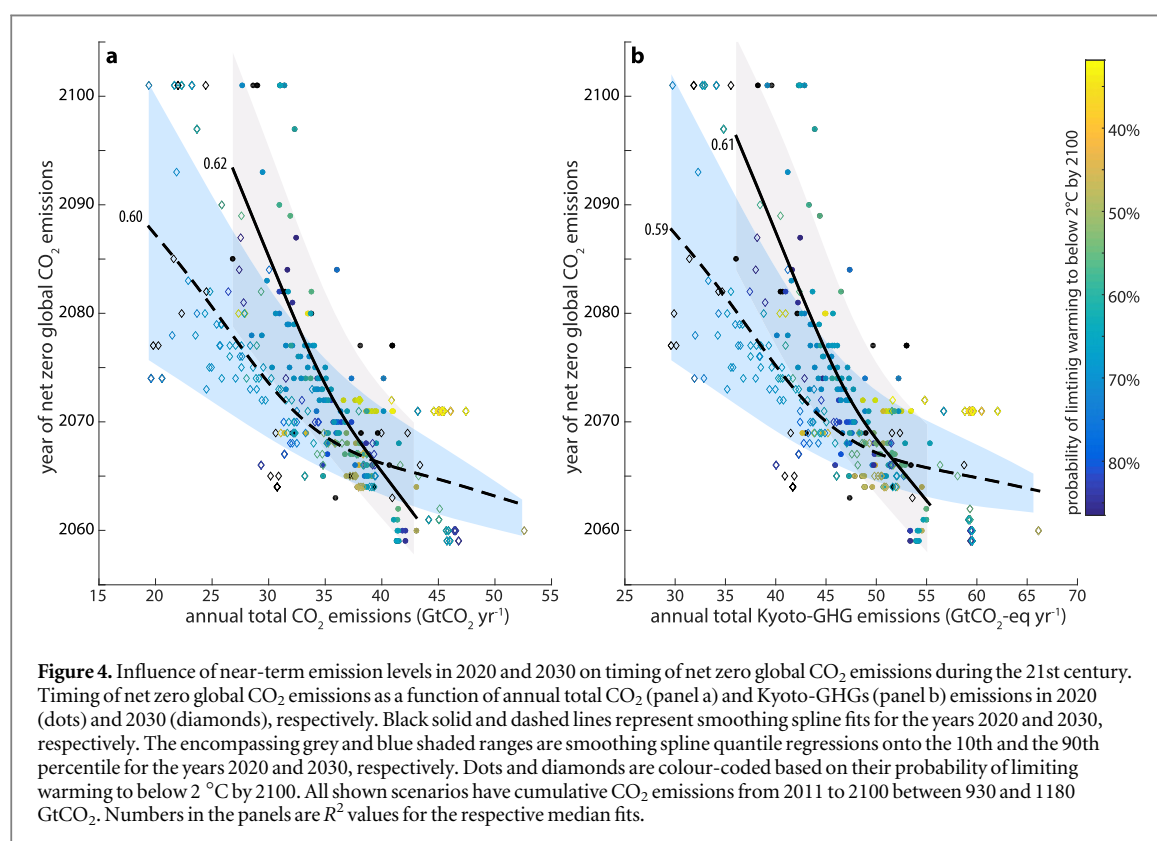 a
b
2100
2090
2080
2070
2060
year of net zero global CO2 emissions
0.62
0.60
15 20 25 30 35 40 45 50 55
annual total CO2 emissions (GtCO2 yr-1)
year of net zero global CO2 emissions
2100
2090
2080
2070
2060
0.61
0.59
25 30 35 40 45 50 55 60 65 70
annual total Kyoto-GHG emissions (GtCO2-eq yr-1)
probability of limtinig warming to below 2°C by 2100
40%
50%
60%
70%
80%
Figure 4. Influence of near-term emission levels in 2020 and 2030 on timing of net zero global CO2 emissions during the 21st century.
Timing of net zero global CO2 emissions as a function of annual total CO2 (panel a) and Kyoto-GHGs (panel b) emissions in 2020
(dots) and 2030 (diamonds), respectively. Black solid and dashed lines represent smoothing spline fits for the years 2020 and 2030,
respectively. The encompassing grey and blue shaded ranges are smoothing spline quantile regressions onto the 10th and the 90th
percentile for the years 2020 and 2030, respectively. Dots and diamonds are colour-coded based on their probability of limiting
warming to below 2 °C by 2100. All shown scenarios have cumulative CO2 emissions from 2011 to 2100 between 930 and 1180
GtCO2. Numbers in the panels are R2 values for the respective median fits.